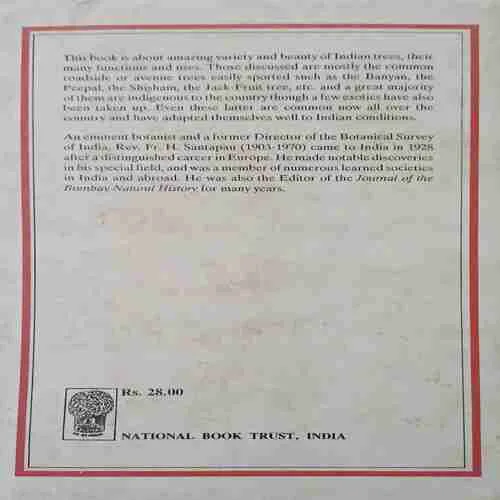 This book is about amazing variety and beauty of Indian trees, their
many functions and uses. Those discussed are mostly the common
roadside or avenue trees easily sported such as the Banyan, the
Peepal, the Shisham, the Jack-Fruit tree, etc. and a great majority
of them are indigenous to the country though a few exotics have also
been taken up. Even these latter are common now all over the
country and have adapted themselves well to Indian conditions.
An eminent botanist and a former Director of the Botanical Survey
of India, Rev. Fr. H. Santapau (1903-1970) came to India in 1928
after a distinguished career in Europe. He made notable discoveries
in his special field, and was a member of numerous learned societies
in India and abroad. He was also the Editor of the Journal of the
Bombay Natural History for many years.
Rs. 28.00
NATIONAL BOOK TRUST, INDIA